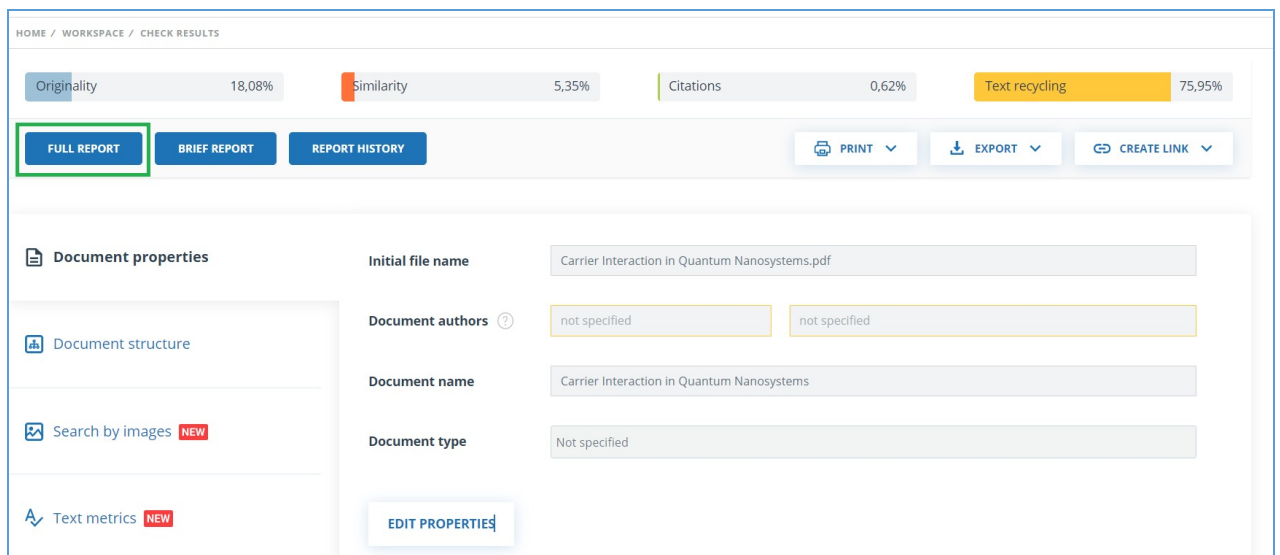 HOME / WORKSPACE / CHECK RESULTS
Originality 18,08% Similarity 5,35% Citations 0,62% Text recycling 75,95%
FULL REPORT BRIEF REPORT REPORT HISTORY PRINT EXPORT CREATE LINK
Document properties
Initial file name Carrier Interaction in Quantum Nanosystems.pdf
Document authors ? not specified not specified
Document structure
Document name Carrier Interaction in Quantum Nanosystems
Search by images NEW
Document type Not specified
Text metrics NEW
EDIT PROPERTIES